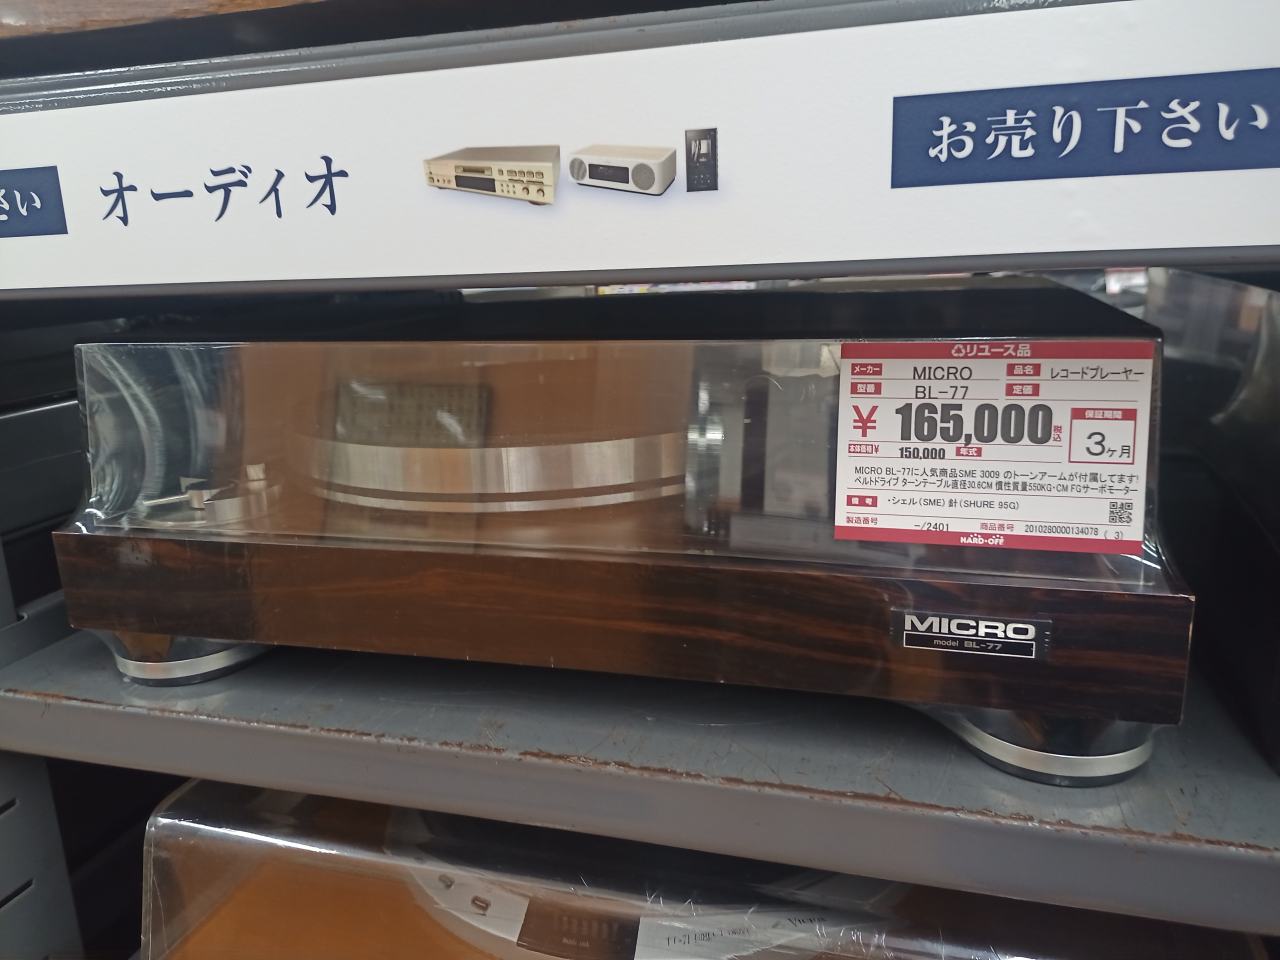 さい
オーディオ
お売り下さい
リユース品
メーカー MICRO 品名 レコードプレーヤー
型番 BL-77 定価
¥ 165,000 税込
保証期間
3ヶ月
本体価格¥ 150,000 年式
MICRO BL-77に人気商品SME 3009 のトーンアームが付属してます!
ベルトドライブ ターンテーブル直径30.6CM 慣性質量550KG・CM FGサーボモーター
備考 ・シェル(SME) 針(SHURE 95G)
製造番号 -/2401 商品番号 2010280000134078 ( 3)
HARD・OFF
MICRO
model BL-77
Victor